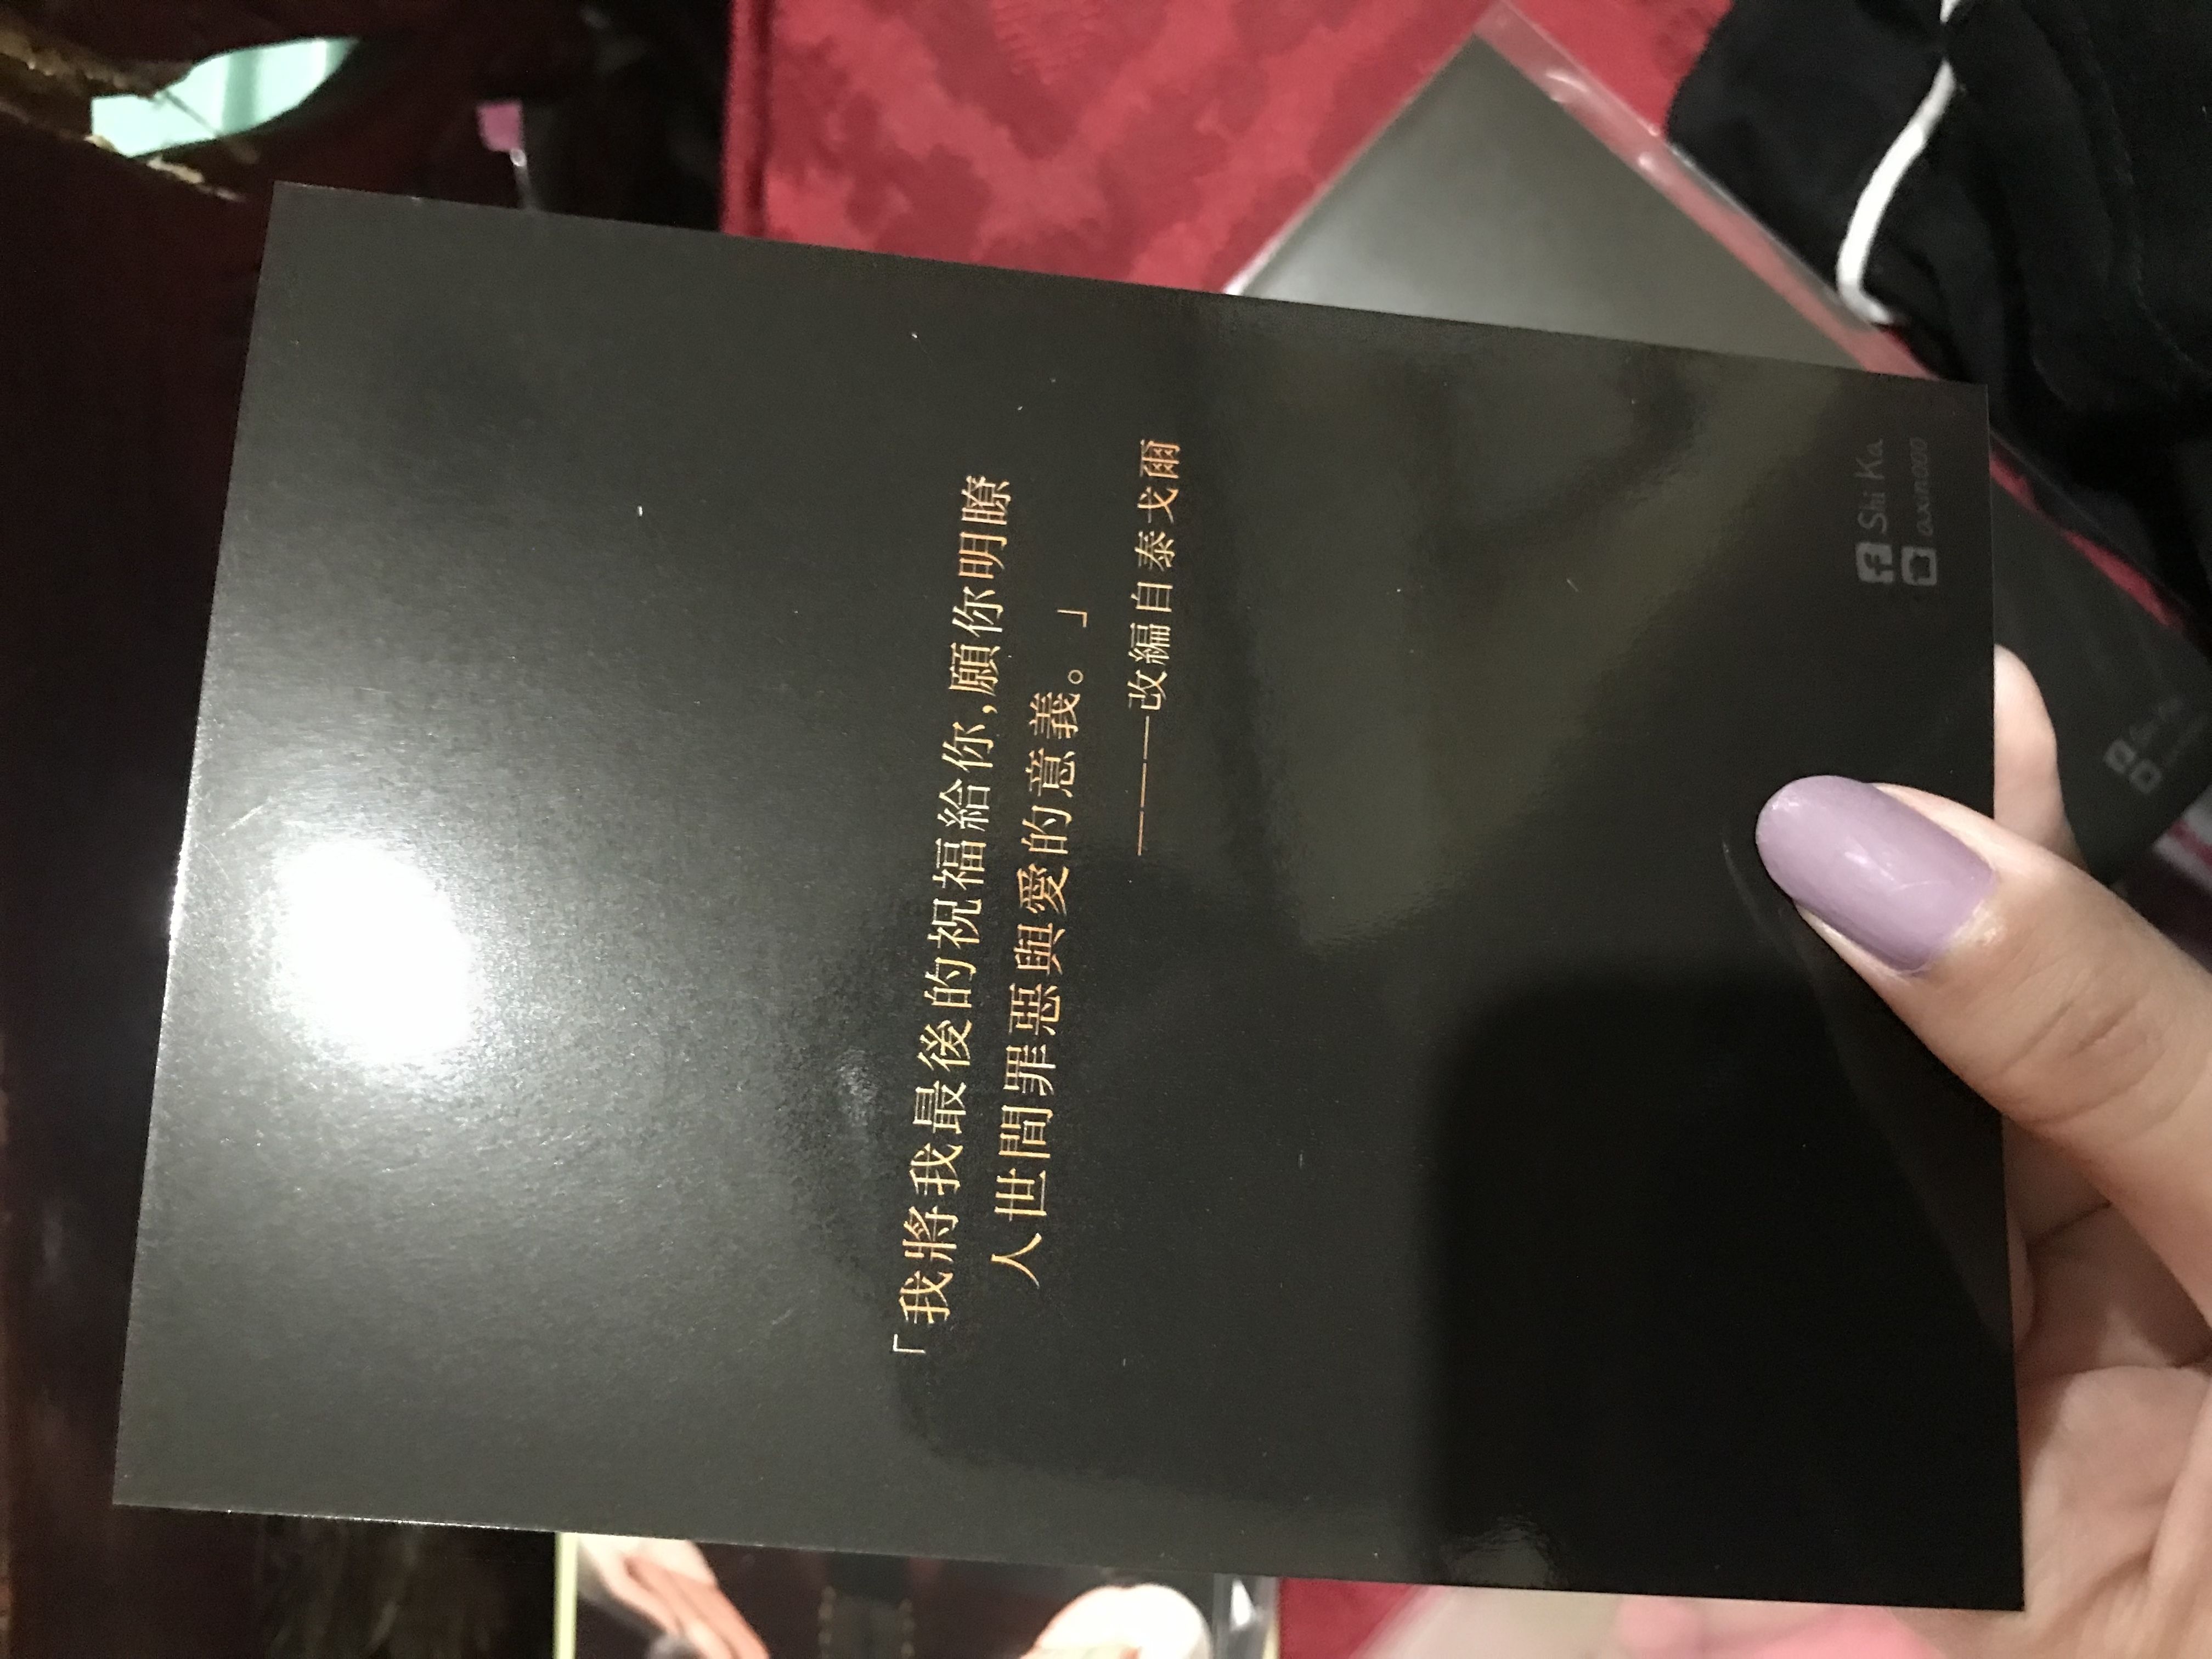 「我將我最後的祝福給你,願你明瞭
人世間罪惡與愛的意義。」
———改編自泰戈爾
Shi Ka